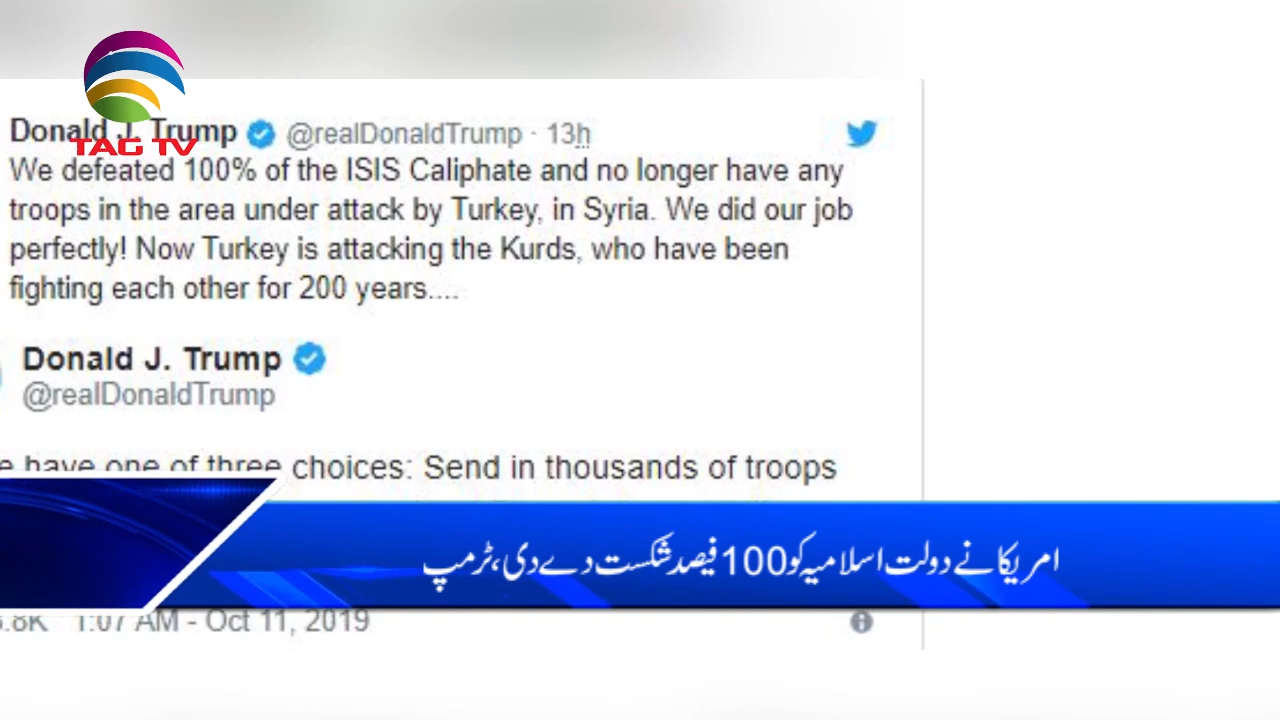 TAG TV
Donald J. Trump @realDonaldTrump · 13h
We defeated 100% of the ISIS Caliphate and no longer have any
troops in the area under attack by Turkey, in Syria. We did our job
perfectly! Now Turkey is attacking the Kurds, who have been
fighting each other for 200 years....
Donald J. Trump
@realDonaldTrump
e have one of three choices: Send in thousands of troops
امریکا نے دولت اسلامیہ کو 100 فیصد شکست دے دی، ٹرمپ
.8K 1:07 AM - Oct 11, 2019